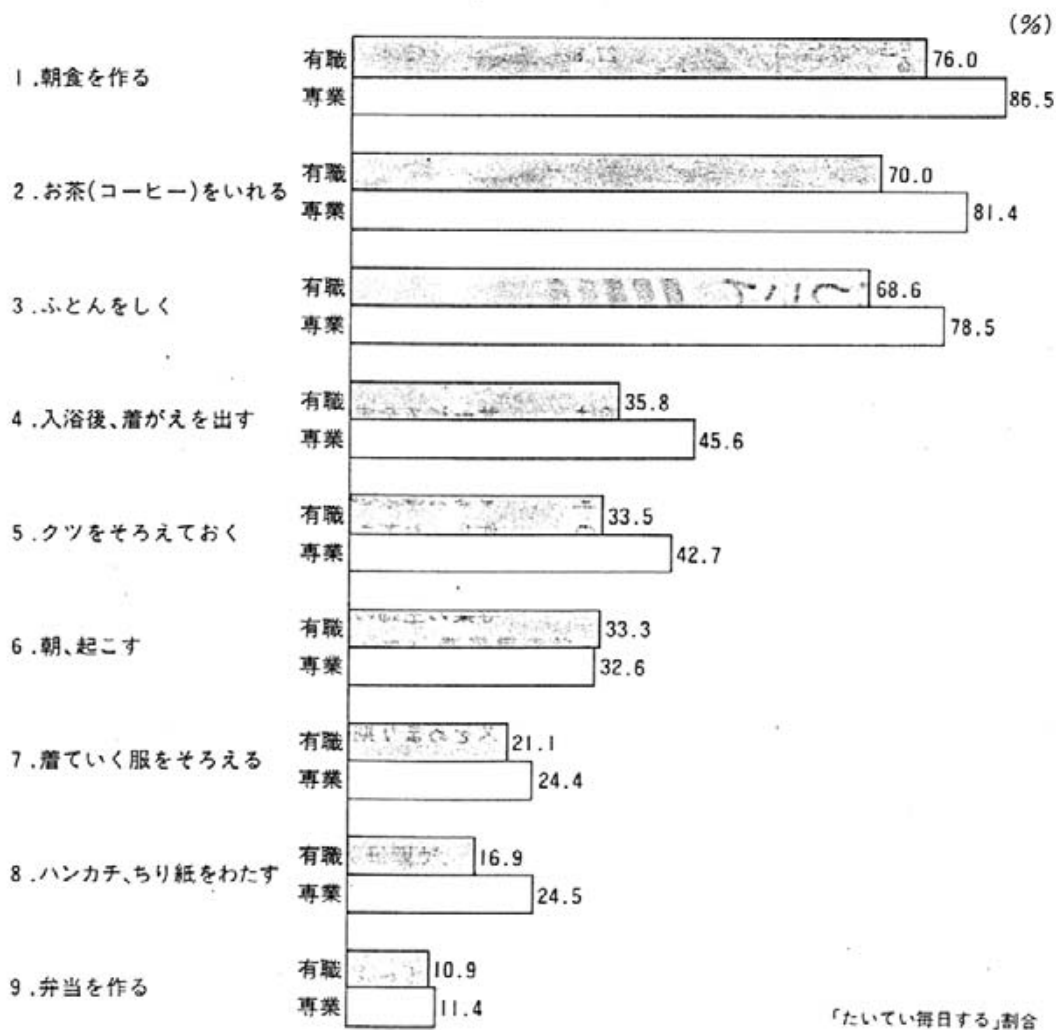 (%)
1.朝食を作る
有職 76.0
専業 86.5
2.お茶(コーヒー)をいれる
有職 70.0
専業 81.4
3.ふとんをしく
有職 68.6
専業 78.5
4.入浴後、着がえを出す
有職 35.8
専業 45.6
5.クツをそろえておく
有職 33.5
専業 42.7
6.朝、起こす
有職 33.3
専業 32.6
7.着ていく服をそろえる
有職 21.1
専業 24.4
8.ハンカチ、ちり紙をわたす
有職 16.9
専業 24.5
9.弁当を作る
有職 10.9
専業 11.4
「たいてい毎日する」割合